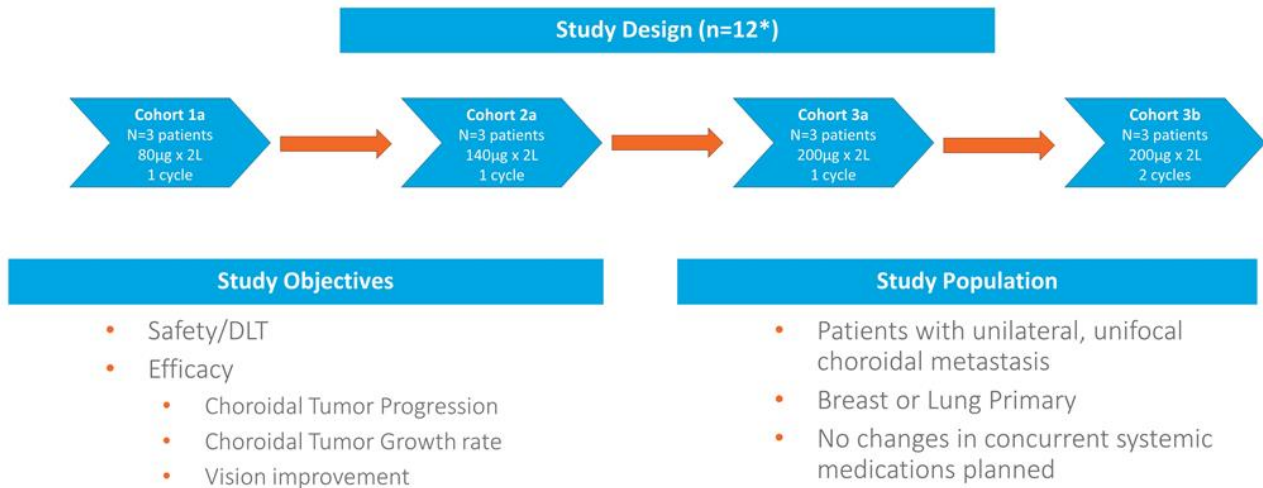 Study Design (n=12*)
Cohort 1a
N=3 patients
80µg x 2L
1 cycle
Cohort 2a
N=3 patients
140µg x 2L
1 cycle
Cohort 3a
N=3 patients
200µg x 2L
1 cycle
Cohort 3b
N=3 patients
200µg x 2L
2 cycles
Study Objectives
• Safety/DLT
• Efficacy
• Choroidal Tumor Progression
• Choroidal Tumor Growth rate
• Vision improvement
Study Population
• Patients with unilateral, unifocal
choroidal metastasis
• Breast or Lung Primary
• No changes in concurrent systemic
medications planned